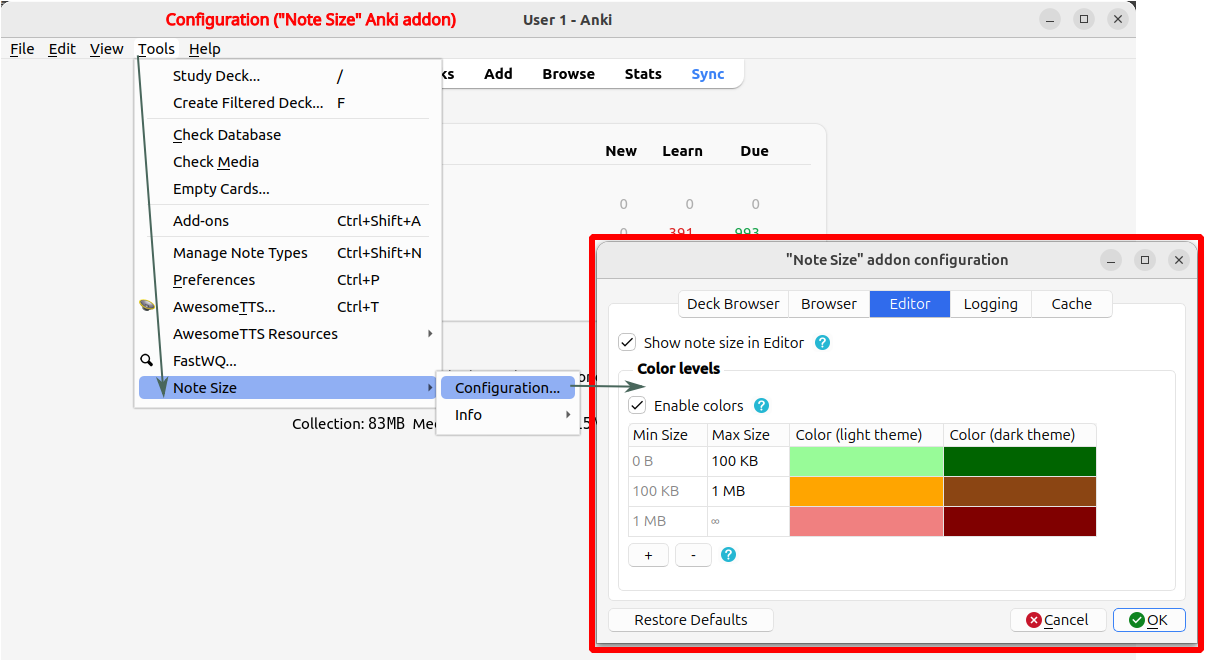 Configuration ("Note Size" Anki addon) User 1 - Anki
File Edit View Tools Help
Add Browse Stats Sync
Study Deck... /
Create Filtered Deck... F
Check Database
Check Media
Empty Cards...
Add-ons Ctrl+Shift+A
Manage Note Types Ctrl+Shift+N
Preferences Ctrl+P
AwesomeTTS... Ctrl+T
AwesomeTTS Resources
FastWQ...
Note Size
Configuration...
Info
New Learn Due
0 0 0
0 391 993
Collection: 83MB
"Note Size" addon configuration
Deck Browser Browser Editor Logging Cache
Show note size in Editor ?
Color levels
Enable colors ?
Min Size Max Size Color (light theme) Color (dark theme)
0 B 100 KB
100 KB 1 MB
1 MB ∞
+ - ?
Restore Defaults Cancel OK